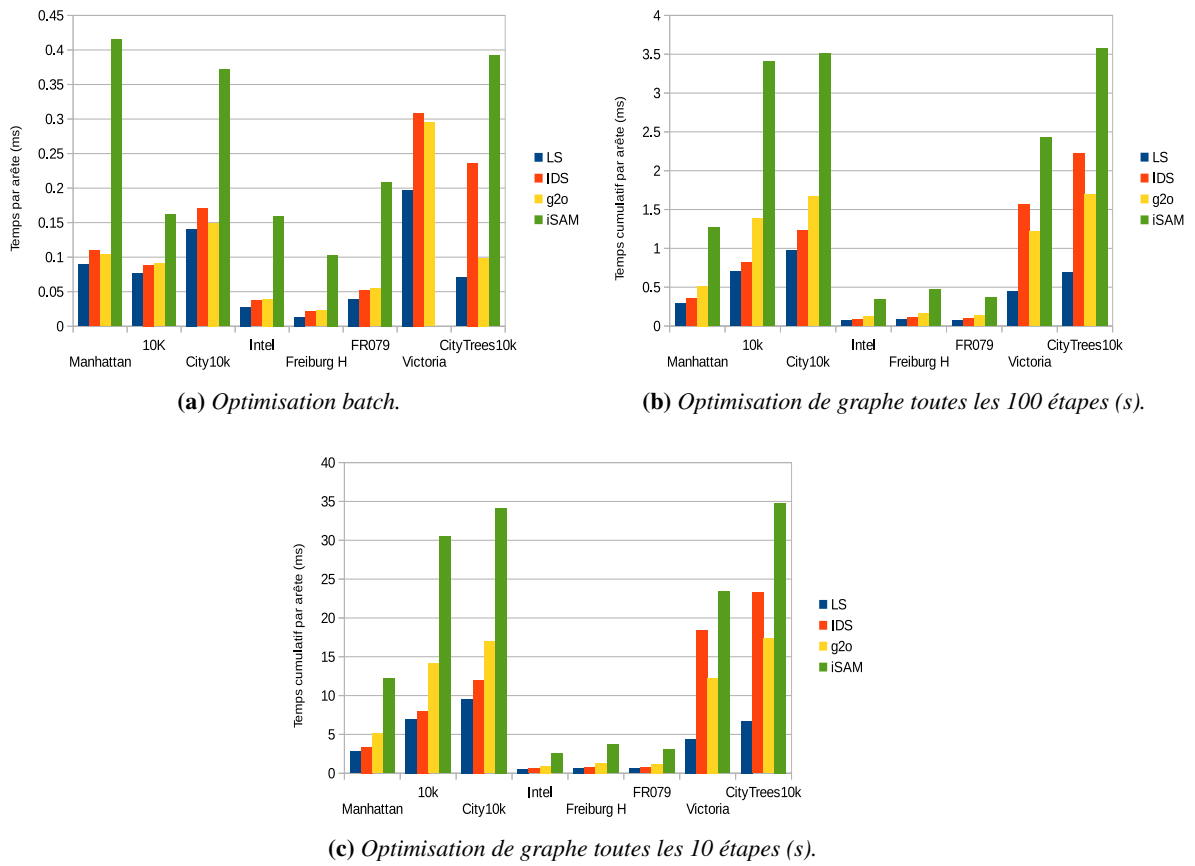 0.45
0.4
0.35
0.3
0.25
0.2
0.15
0.1
0.05
0
Temps par arête (ms)
Manhattan
10K
City10k
Intel
Freiburg H
FR079
Victoria
CityTrees10k
LS
IDS
g2o
iSAM
(a) Optimisation batch.
4
3.5
3
2.5
2
1.5
1
0.5
0
Temps cumulatif par arête (ms)
Manhattan
10k
City10k
Intel
Freiburg H
FR079
Victoria
CityTrees10k
LS
IDS
g2o
iSAM
(b) Optimisation de graphe toutes les 100 étapes (s).
40
35
30
25
20
15
10
5
0
Temps cumulatif par arête (ms)
Manhattan
10k
City10k
Intel
Freiburg H
FR079
Victoria
CityTrees10k
LS
IDS
g2o
iSAM
(c) Optimisation de graphe toutes les 10 étapes (s).